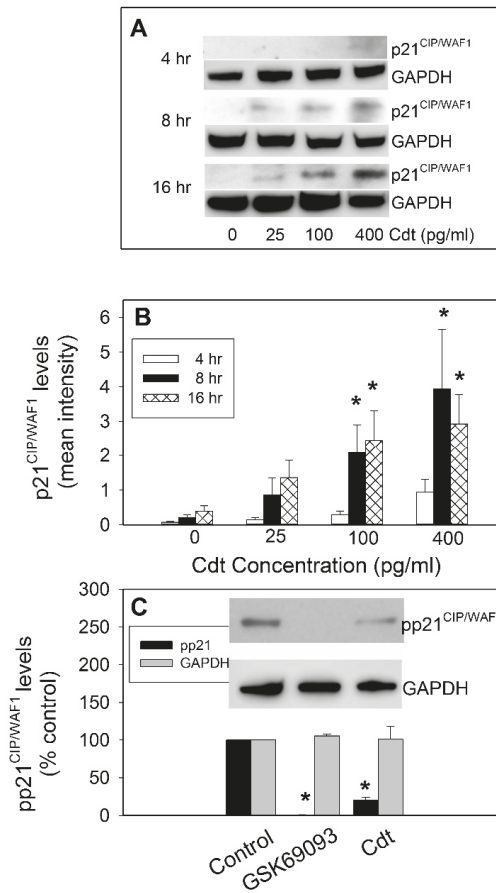 A
4 hr
p21CIP/WAF1
GAPDH
8 hr
p21CIP/WAF1
GAPDH
16 hr
p21CIP/WAF1
GAPDH
0 25 100 400 Cdt (pg/ml)
B
p21CIP/WAF1 levels
(mean intensity)
6
5
4
3
2
1
0
4 hr
8 hr
16 hr
* * * *
0 25 100 400
Cdt Concentration (pg/ml)
C
pp21CIP/WAF1 levels
(% control)
300
250
200
150
100
50
0
pp21
GAPDH
pp21CIP/WAF
GAPDH
* *
Control GSK69093 Cdt